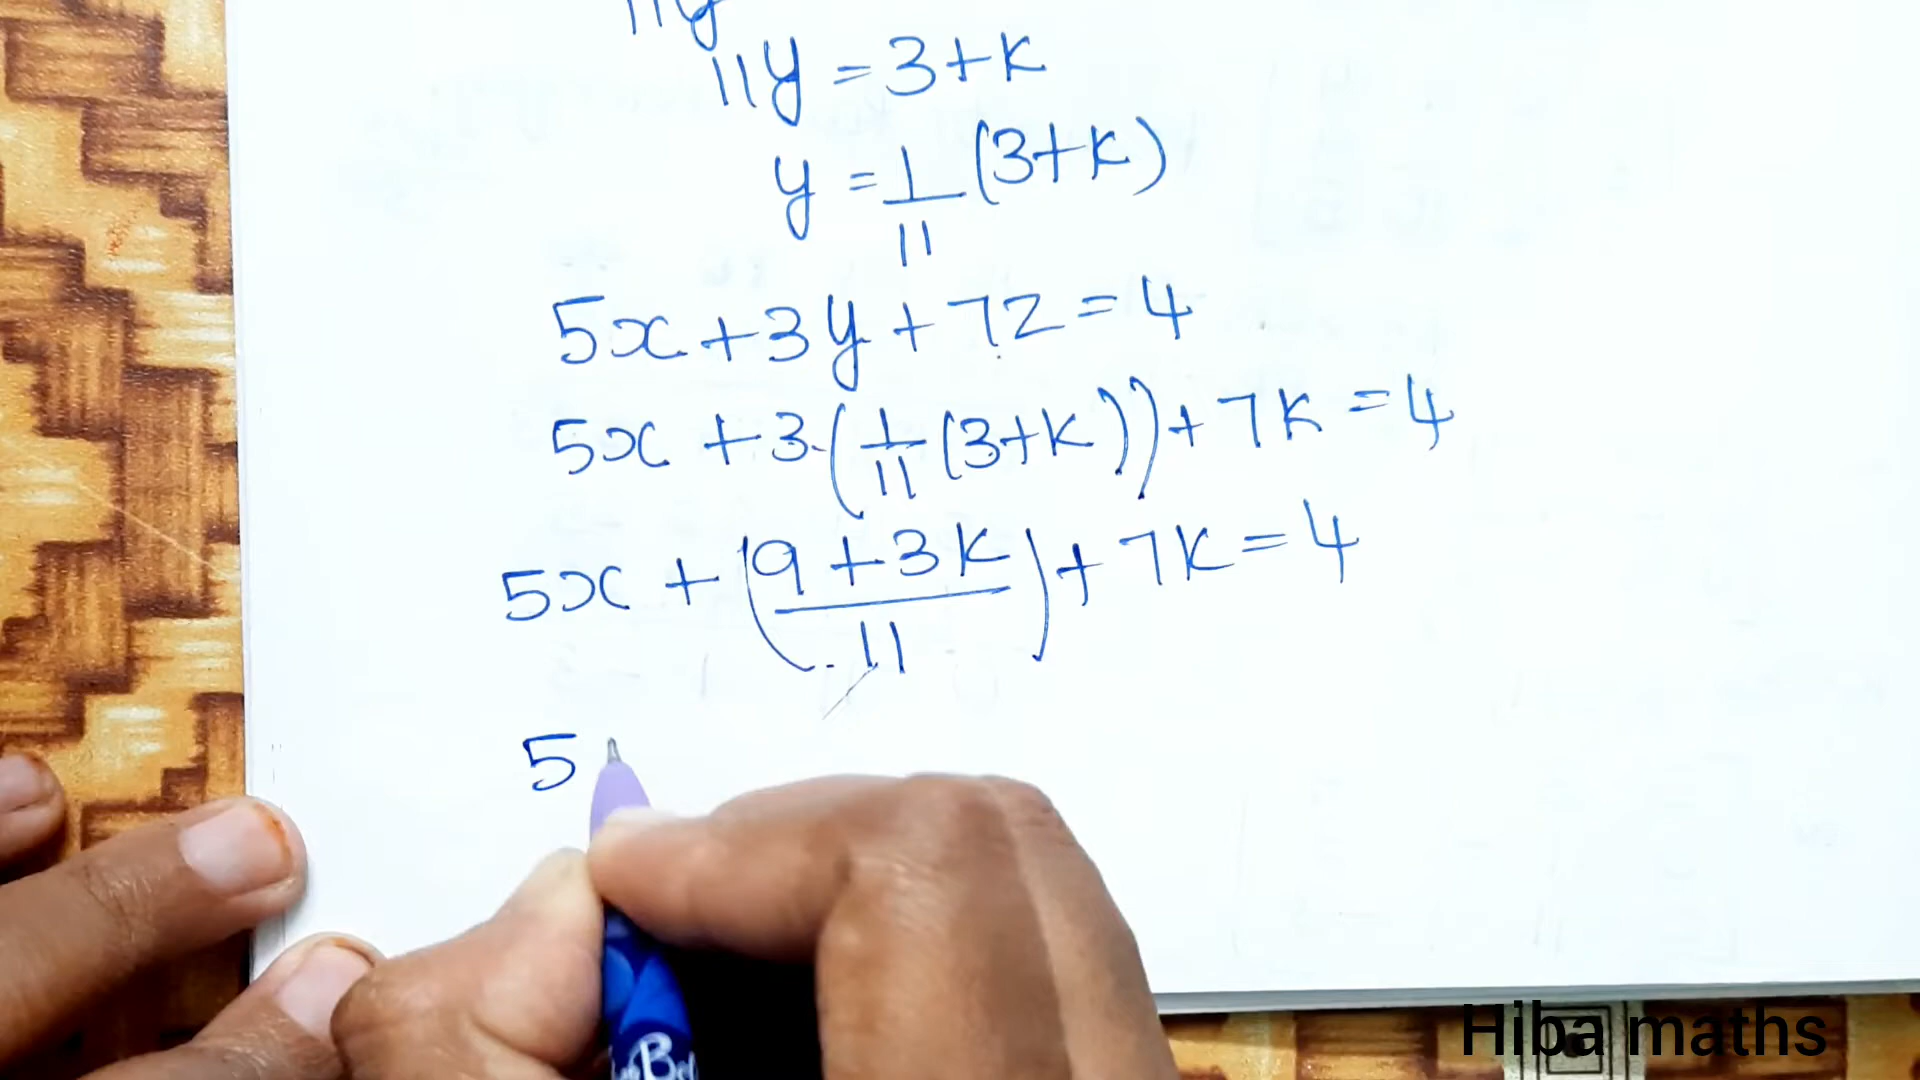 11y
11y = 3+k
y = 1/11 (3+k)
5x + 3y + 7z = 4
5x + 3·(1/11 (3+k)) + 7k = 4
5x + (9+3k/11) + 7k = 4
5
Hiba maths